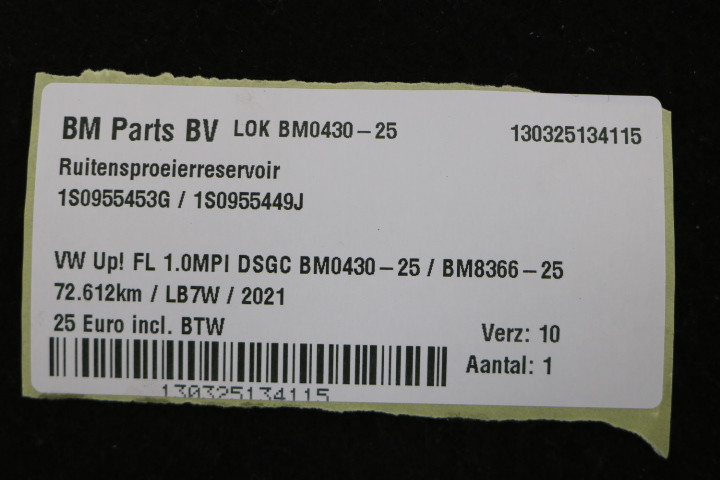 BM Parts BV LOK BM0430-25 130325134115
Ruitensproeierreservoir
1S0955453G / 1S0955449J
VW Up! FL 1.0MPI DSGC BM0430-25 / BM8366-25
72.612km / LB7W / 2021
25 Euro incl. BTW Verz: 10
Aantal: 1
130325134115